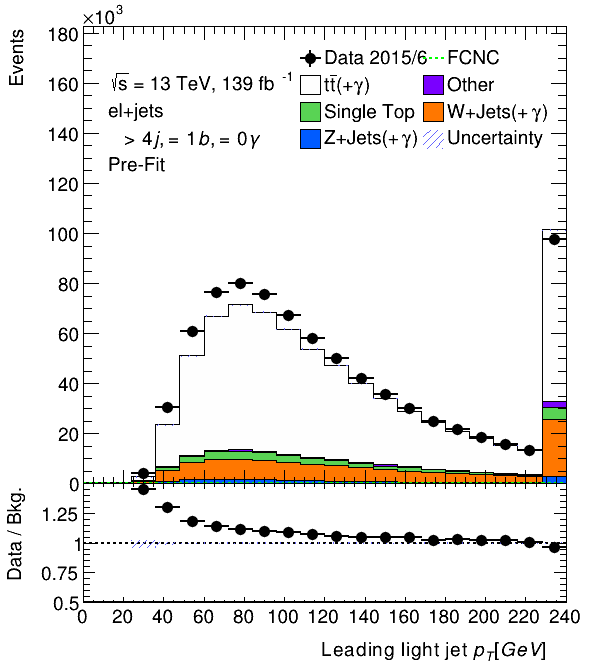 ×10³
Events
180
160
140
120
100
80
60
40
20
0
√s = 13 TeV, 139 fb⁻¹
el+jets
> 4j, = 1b, = 0γ
Pre-Fit
Data 2015/6 FCNC
tt̄(+γ) Other
Single Top W+Jets(+γ)
Z+Jets(+γ) Uncertainty
Data / Bkg.
1.25
1
0.75
0.5
0 20 40 60 80 100 120 140 160 180 200 220 240
Leading light jet p_T[GeV]